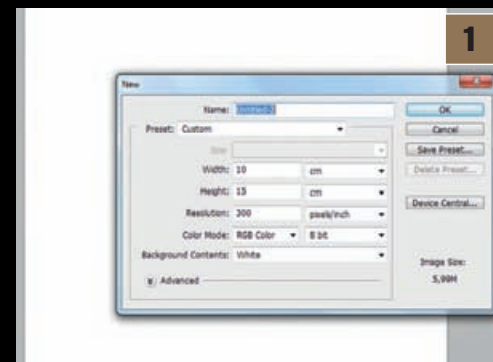 1
New
Name: Untitled-2
Preset: Custom
Size:
Width: 10 cm
Height: 15 cm
Resolution: 300 pixels/inch
Color Mode: RGB Color 8 bit
Background Contents: White
Advanced
OK
Cancel
Save Preset...
Delete Preset...
Device Central...
Image Size:
5,99M